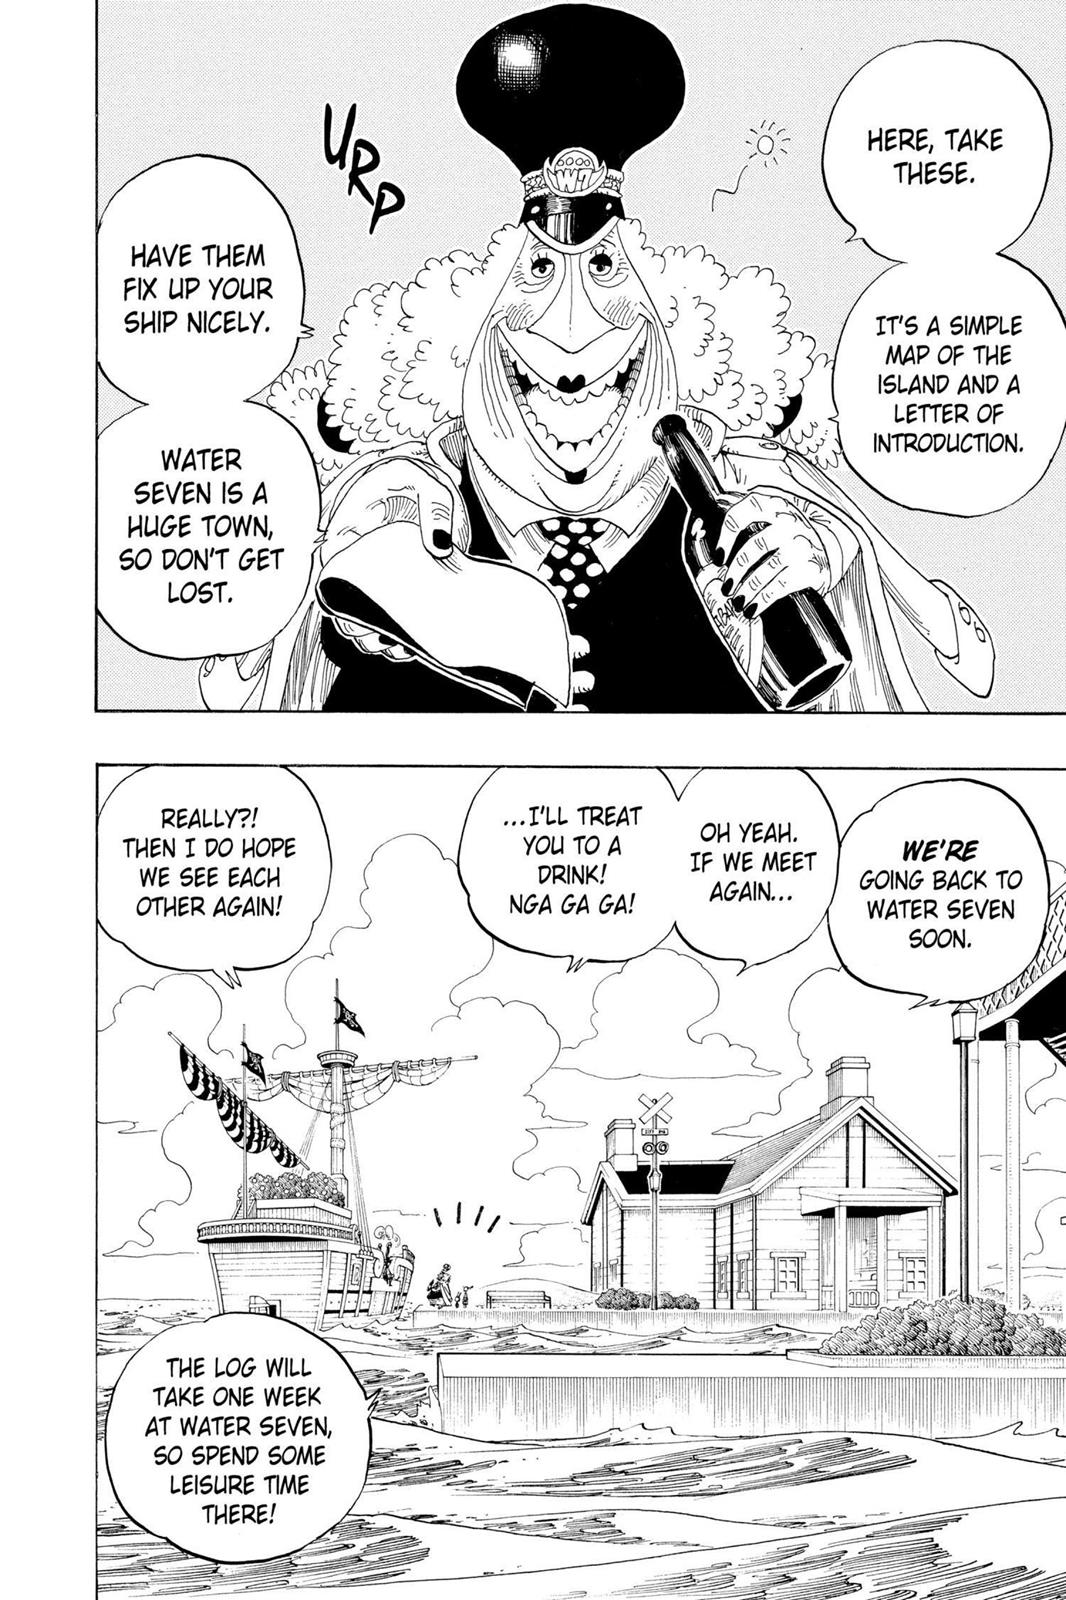 HERE, TAKE
THESE.
IT'S A SIMPLE
MAP OF THE
ISLAND AND A
LETTER OF
INTRODUCTION.
W7
URP
HAVE THEM
FIX UP YOUR
SHIP NICELY.
WATER
SEVEN IS A
HUGE TOWN,
SO DON'T GET
LOST.
WE'RE
GOING BACK TO
WATER SEVEN
SOON.
OH YEAH.
IF WE MEET
AGAIN...
...I'LL TREAT
YOU TO A
DRINK!
NGA GA GA!
REALLY?!
THEN I DO HOPE
WE SEE EACH
OTHER AGAIN!
THE LOG WILL
TAKE ONE WEEK
AT WATER SEVEN,
SO SPEND SOME
LEISURE TIME
THERE!